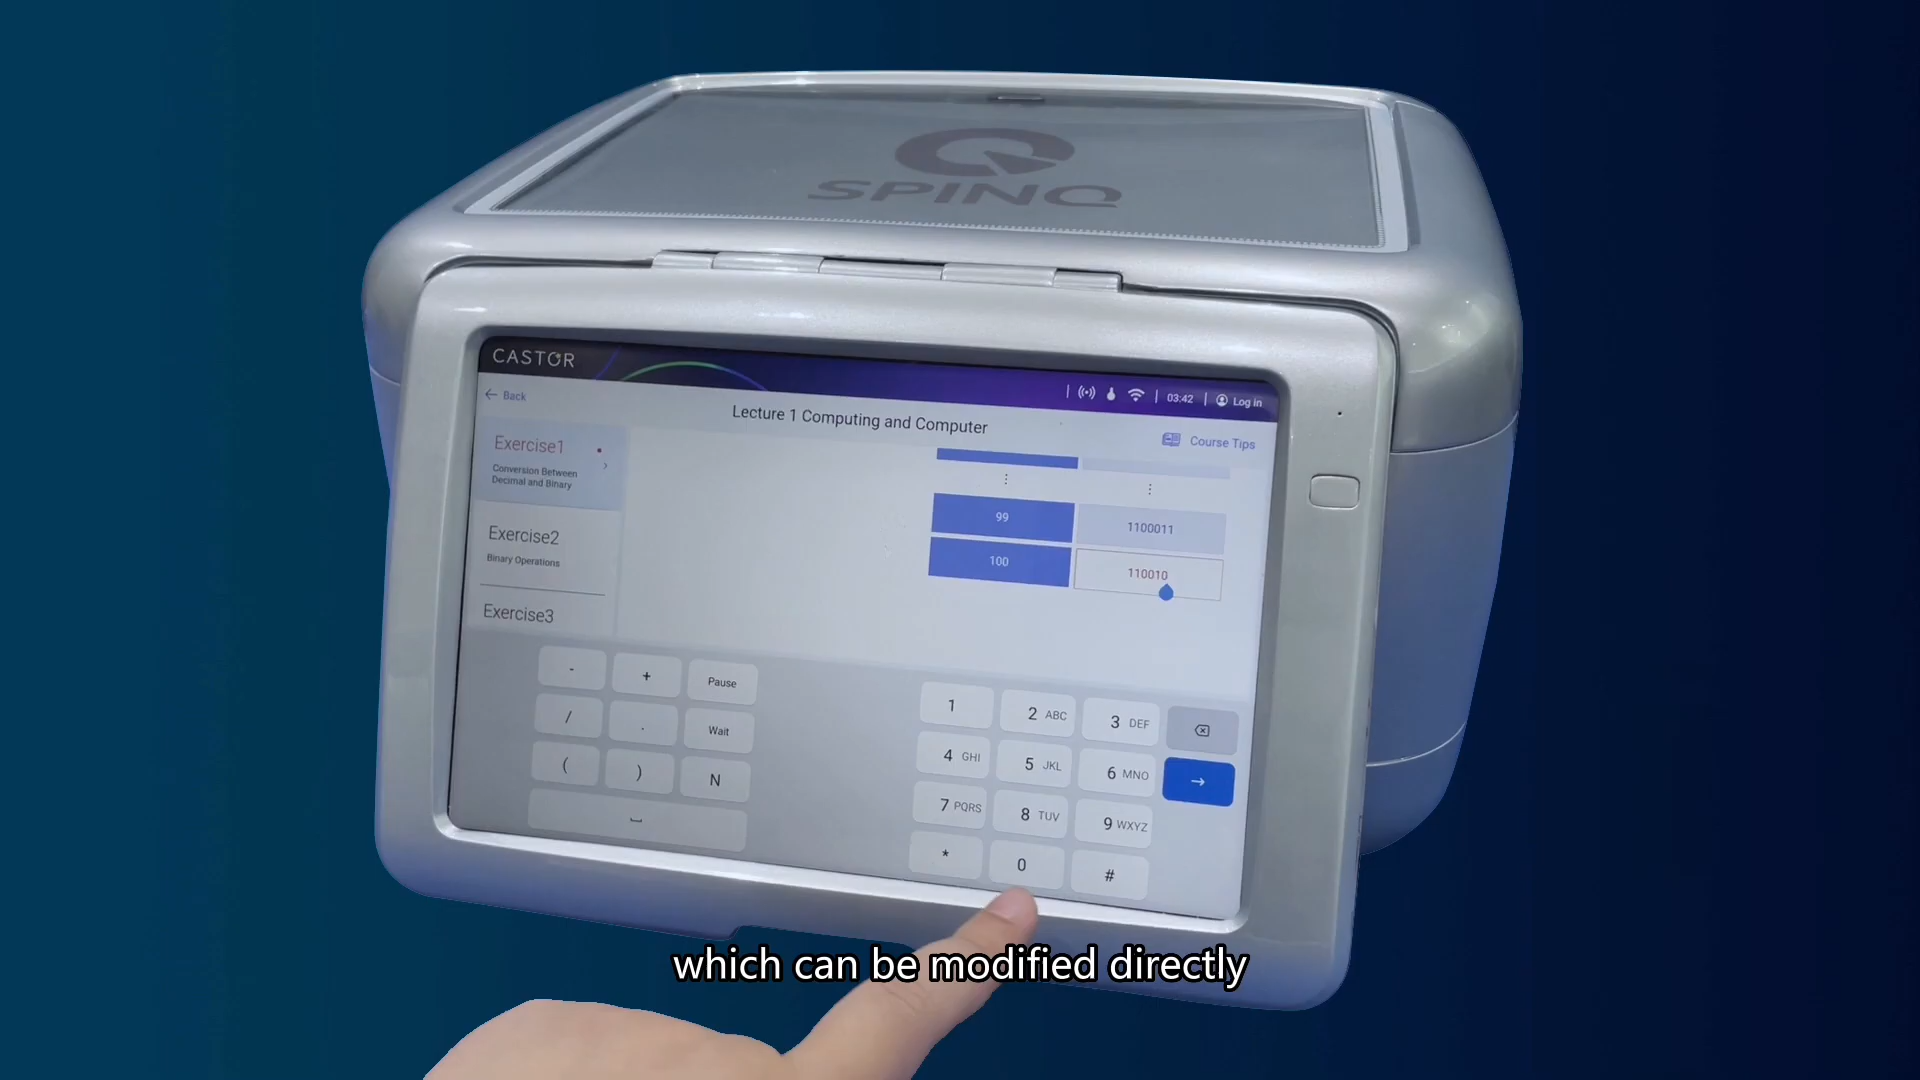 SPINQ
CASTOR
03:42 Log in
Back
Lecture 1 Computing and Computer
Course Tips
Exercise1
Conversion Between
Decimal and Binary
99 1100011
100 110010
Exercise2
Binary Operations
Exercise3
- + Pause
/ . Wait
( ) N
1 2 ABC 3 DEF
4 GHI 5 JKL 6 MNO
7 PQRS 8 TUV 9 WXYZ
* 0 #
which can be modified directly